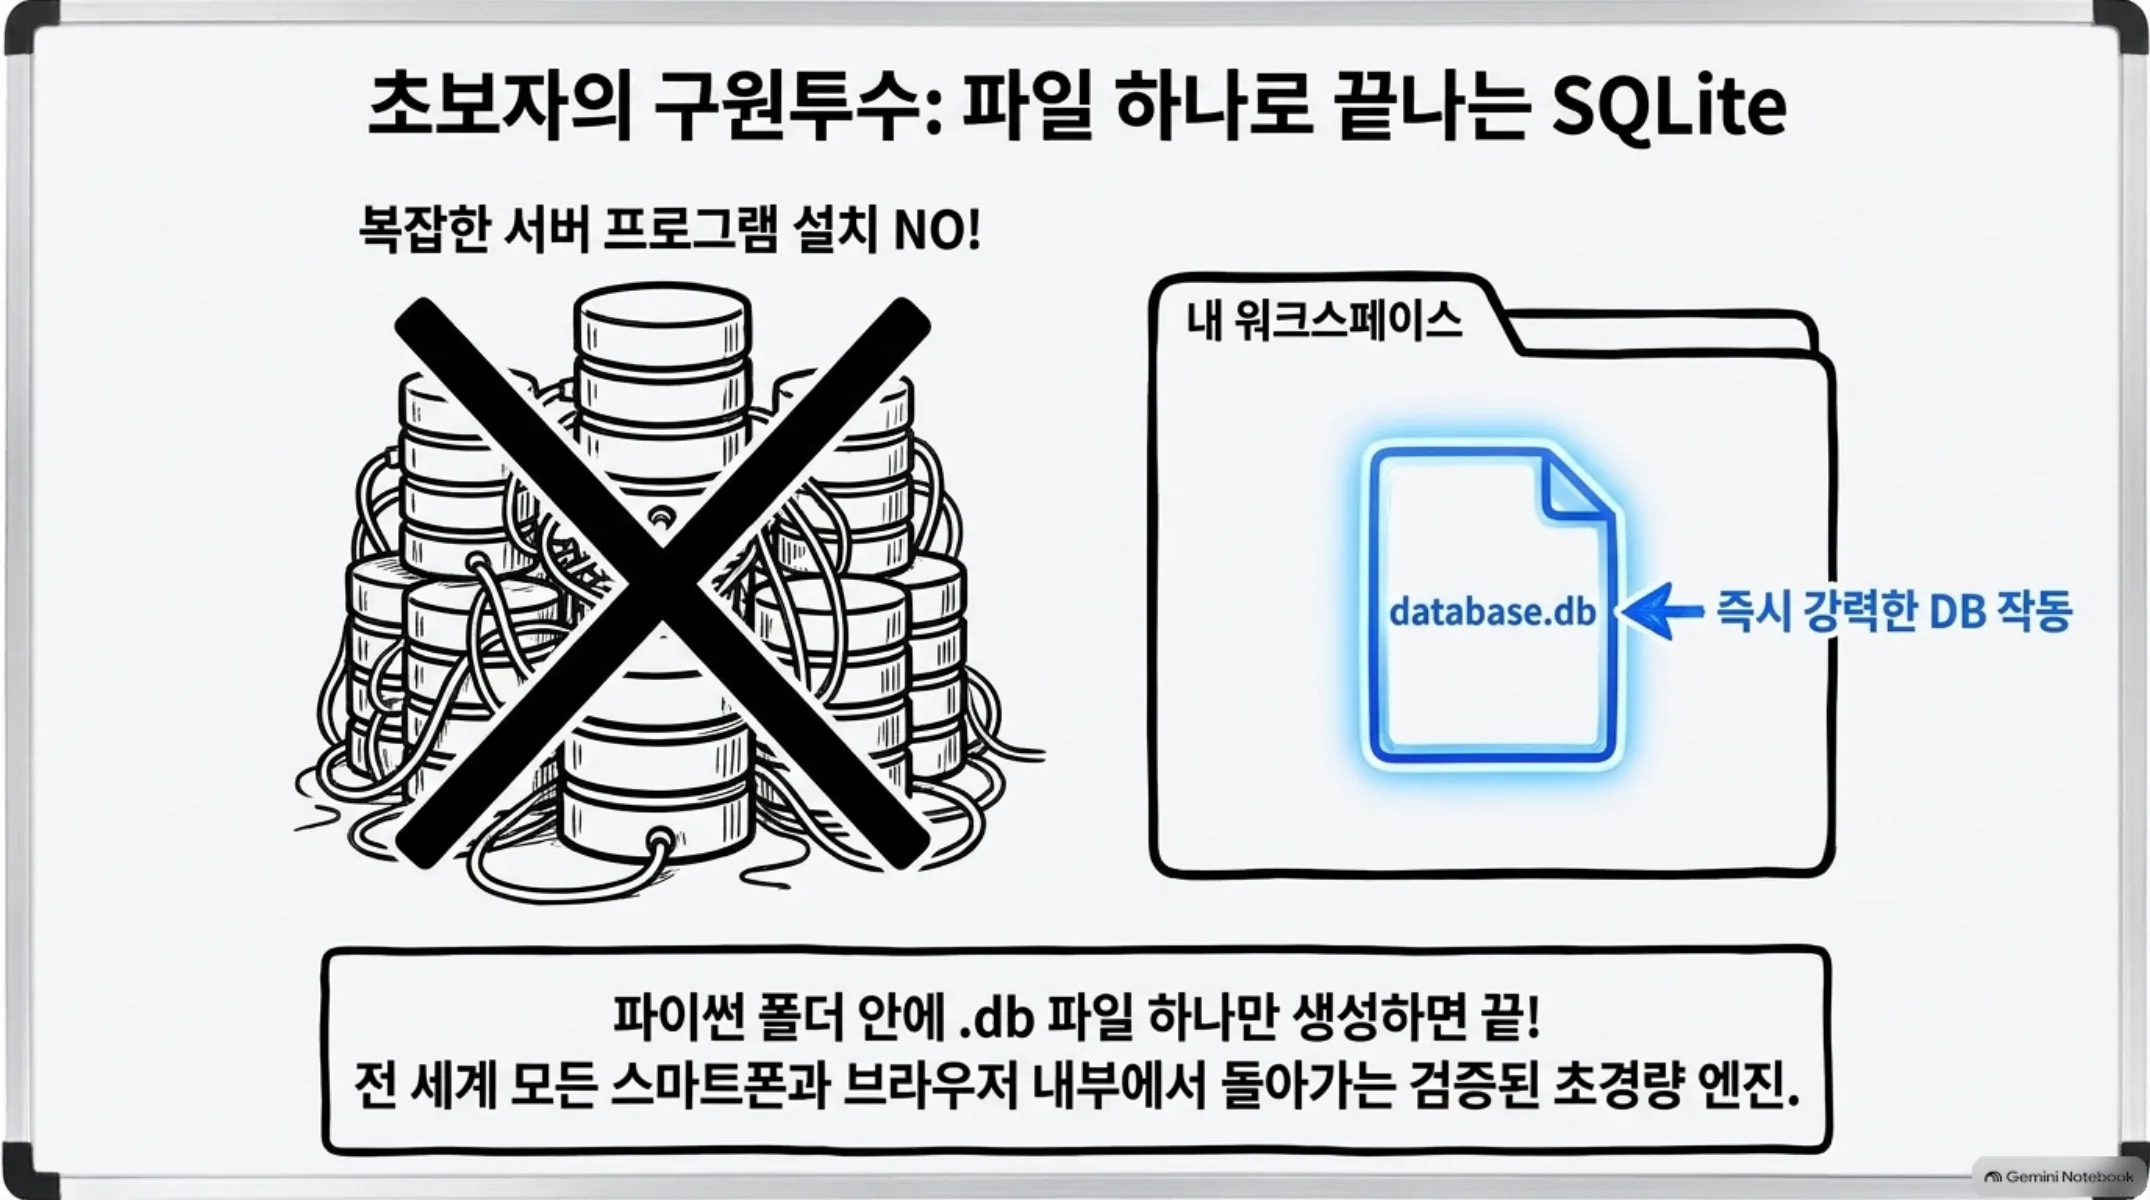 초보자의 구원투수: 파일 하나로 끝나는 SQLite
복잡한 서버 프로그램 설치 NO!
내 워크스페이스
database.db
즉시 강력한 DB 작동
파이썬 폴더 안에 .db 파일 하나만 생성하면 끝!
전 세계 모든 스마트폰과 브라우저 내부에서 돌아가는 검증된 초경량 엔진.
Gemini Notebook